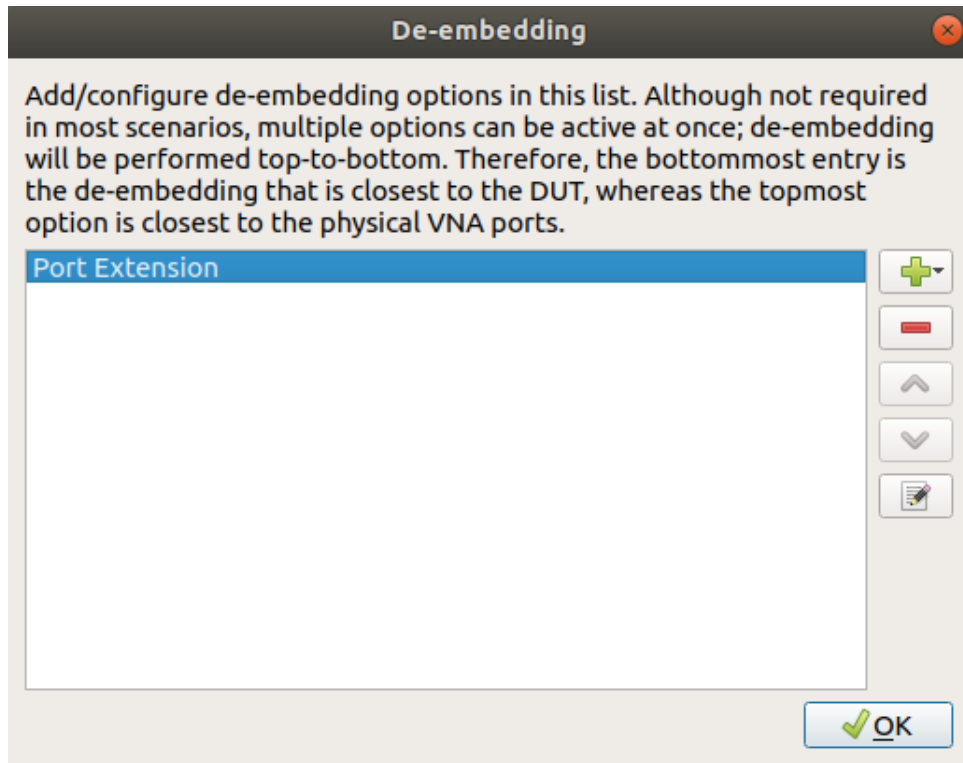 De-embedding
Add/configure de-embedding options in this list. Although not required
in most scenarios, multiple options can be active at once; de-embedding
will be performed top-to-bottom. Therefore, the bottommost entry is
the de-embedding that is closest to the DUT, whereas the topmost
option is closest to the physical VNA ports.
Port Extension
OK